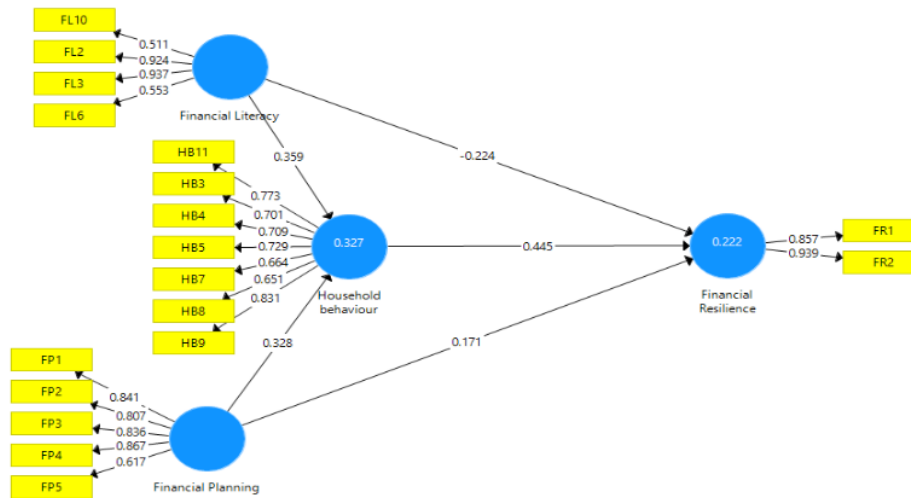 FL10
FL2
FL3
FL6
0.511
0.924
0.937
0.553
Financial Literacy
0.359
-0.224
HB11
HB3
HB4
HB5
HB7
HB8
HB9
0.773
0.701
0.709
0.729
0.664
0.651
0.831
0.327
Household
behaviour
0.445
0.222
Financial
Resilience
0.857
0.939
FR1
FR2
0.328
0.171
FP1
FP2
FP3
FP4
FP5
0.841
0.807
0.836
0.867
0.617
Financial Planning